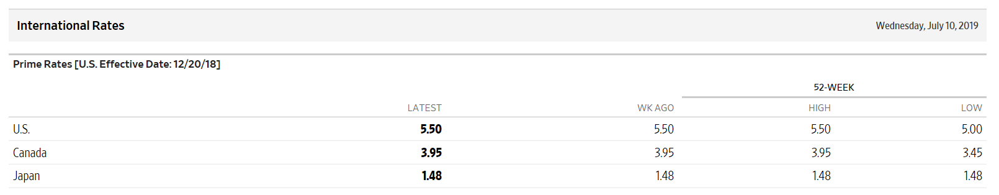 International Rates Wednesday, July 10, 2019
Prime Rates [U.S. Effective Date: 12/20/18]
52-WEEK
LATEST WK AGO HIGH LOW
U.S. 5.50 5.50 5.50 5.00
Canada 3.95 3.95 3.95 3.45
Japan 1.48 1.48 1.48 1.48